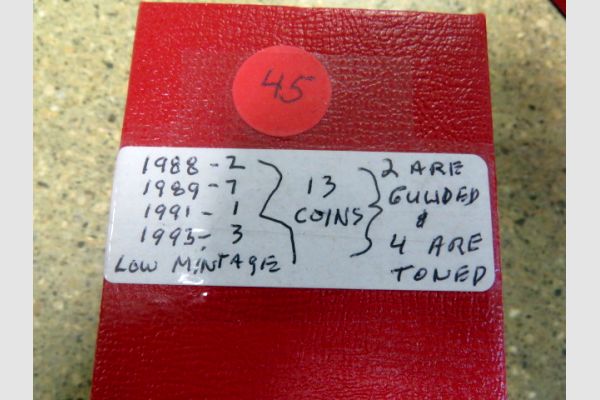 45
1988 - 2
1989 - 7
1991 - 1
1993 - 3
LOW MINTAGE
13
COINS
2 ARE
GUILDED
&
4 ARE
TONED